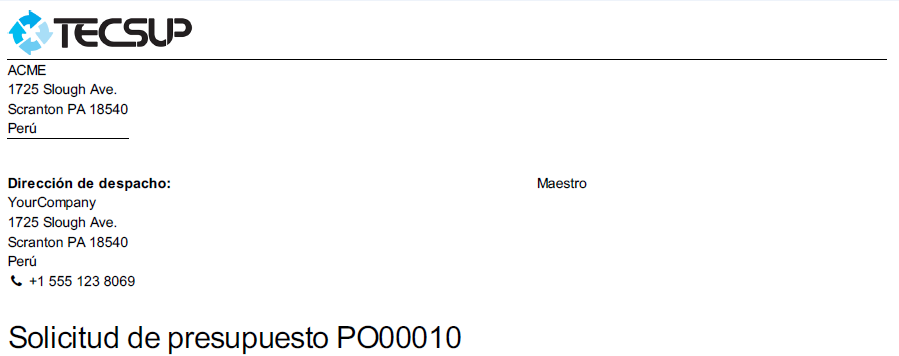 TECSUP
ACME
1725 Slough Ave.
Scranton PA 18540
Perú
Dirección de despacho:
YourCompany
1725 Slough Ave.
Scranton PA 18540
Perú
+1 555 123 8069
Maestro
Solicitud de presupuesto PO00010